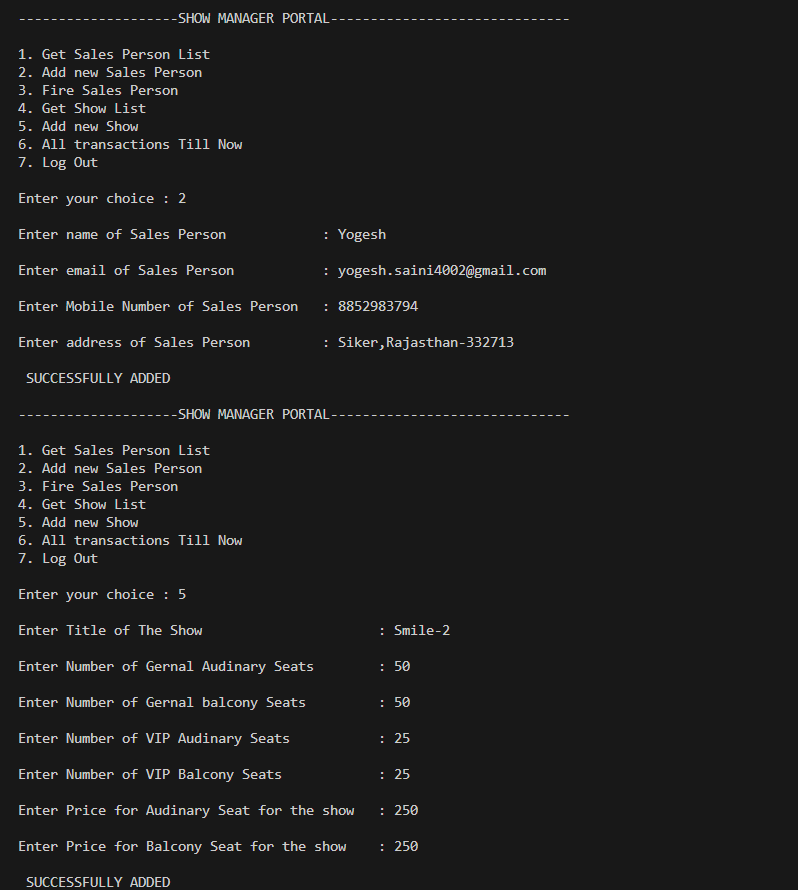 --------------------SHOW MANAGER PORTAL------------------------------
1. Get Sales Person List
2. Add new Sales Person
3. Fire Sales Person
4. Get Show List
5. Add new Show
6. All transactions Till Now
7. Log Out
Enter your choice : 2
Enter name of Sales Person            : Yogesh
Enter email of Sales Person           : yogesh.saini4002@gmail.com
Enter Mobile Number of Sales Person   : 8852983794
Enter address of Sales Person         : Siker,Rajasthan-332713
SUCCESSFULLY ADDED
--------------------SHOW MANAGER PORTAL------------------------------
1. Get Sales Person List
2. Add new Sales Person
3. Fire Sales Person
4. Get Show List
5. Add new Show
6. All transactions Till Now
7. Log Out
Enter your choice : 5
Enter Title of The Show                      : Smile-2
Enter Number of Gernal Audinary Seats        : 50
Enter Number of Gernal balcony Seats         : 50
Enter Number of VIP Audinary Seats           : 25
Enter Number of VIP Balcony Seats            : 25
Enter Price for Audinary Seat for the show   : 250
Enter Price for Balcony Seat for the show    : 250
SUCCESSFULLY ADDED